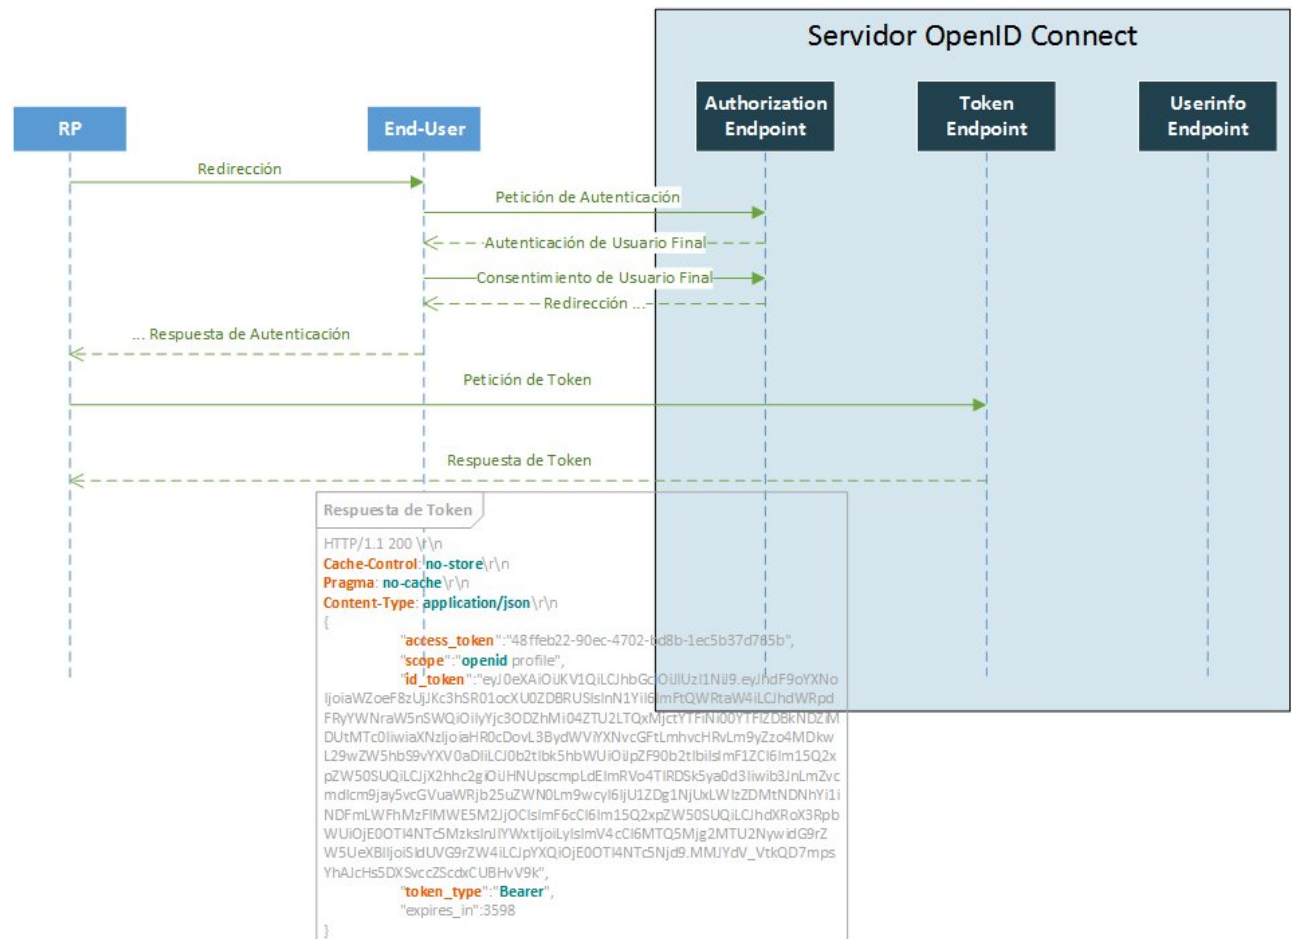 Servidor OpenID Connect
RP
End-User
Authorization
Endpoint
Token
Endpoint
Userinfo
Endpoint
Redirección
Petición de Autenticación
Autenticación de Usuario Final
Consentimiento de Usuario Final
Redirección ...
... Respuesta de Autenticación
Petición de Token
Respuesta de Token
Respuesta de Token
HTTP/1.1 200 \r\n
Cache-Control: no-store\r\n
Pragma: no-cache\r\n
Content-Type: application/json\r\n
{
"access_token":"48ffeb22-90ec-4702-bd8b-1ec5b37d765b",
"scope":"openid profile",
"id_token":
"token_type":"Bearer",
"expires_in":3598
}